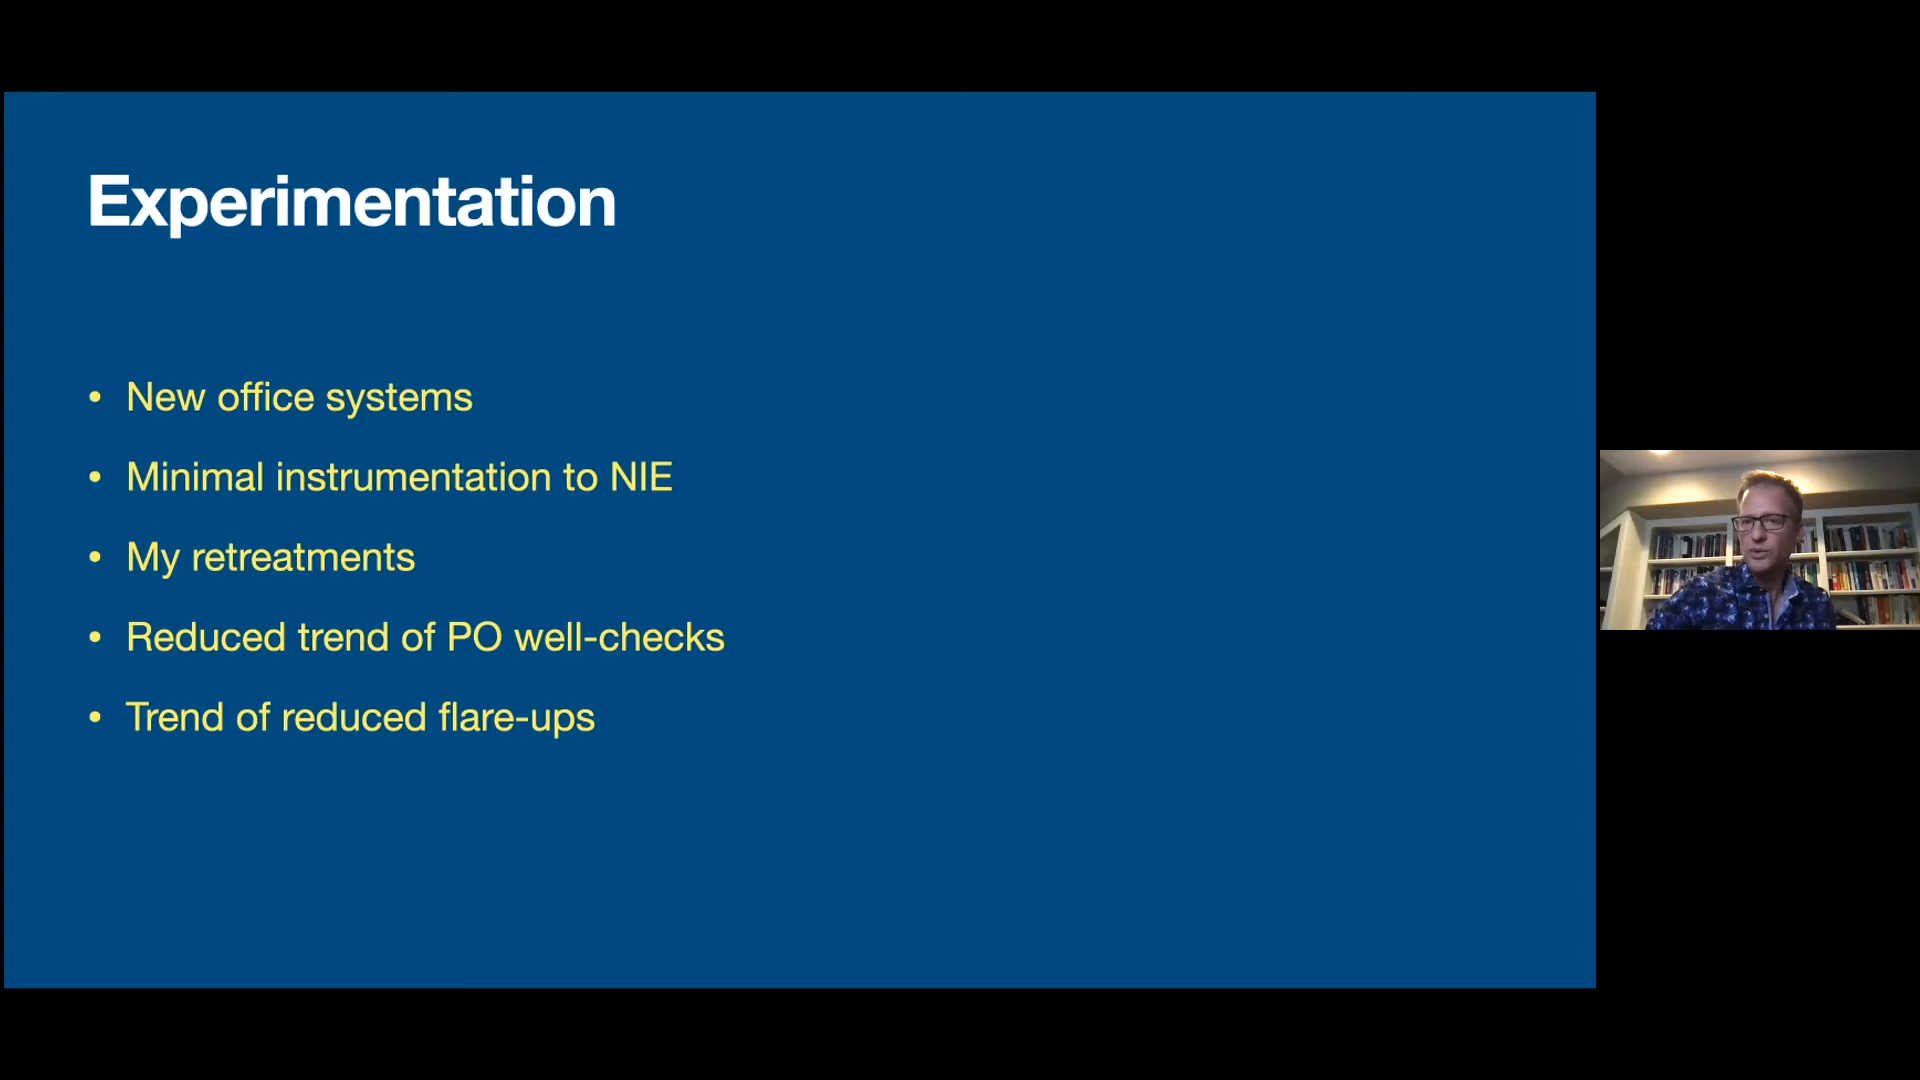 Experimentation
• New office systems
• Minimal instrumentation to NIE
• My retreatments
• Reduced trend of PO well-checks
• Trend of reduced flare-ups